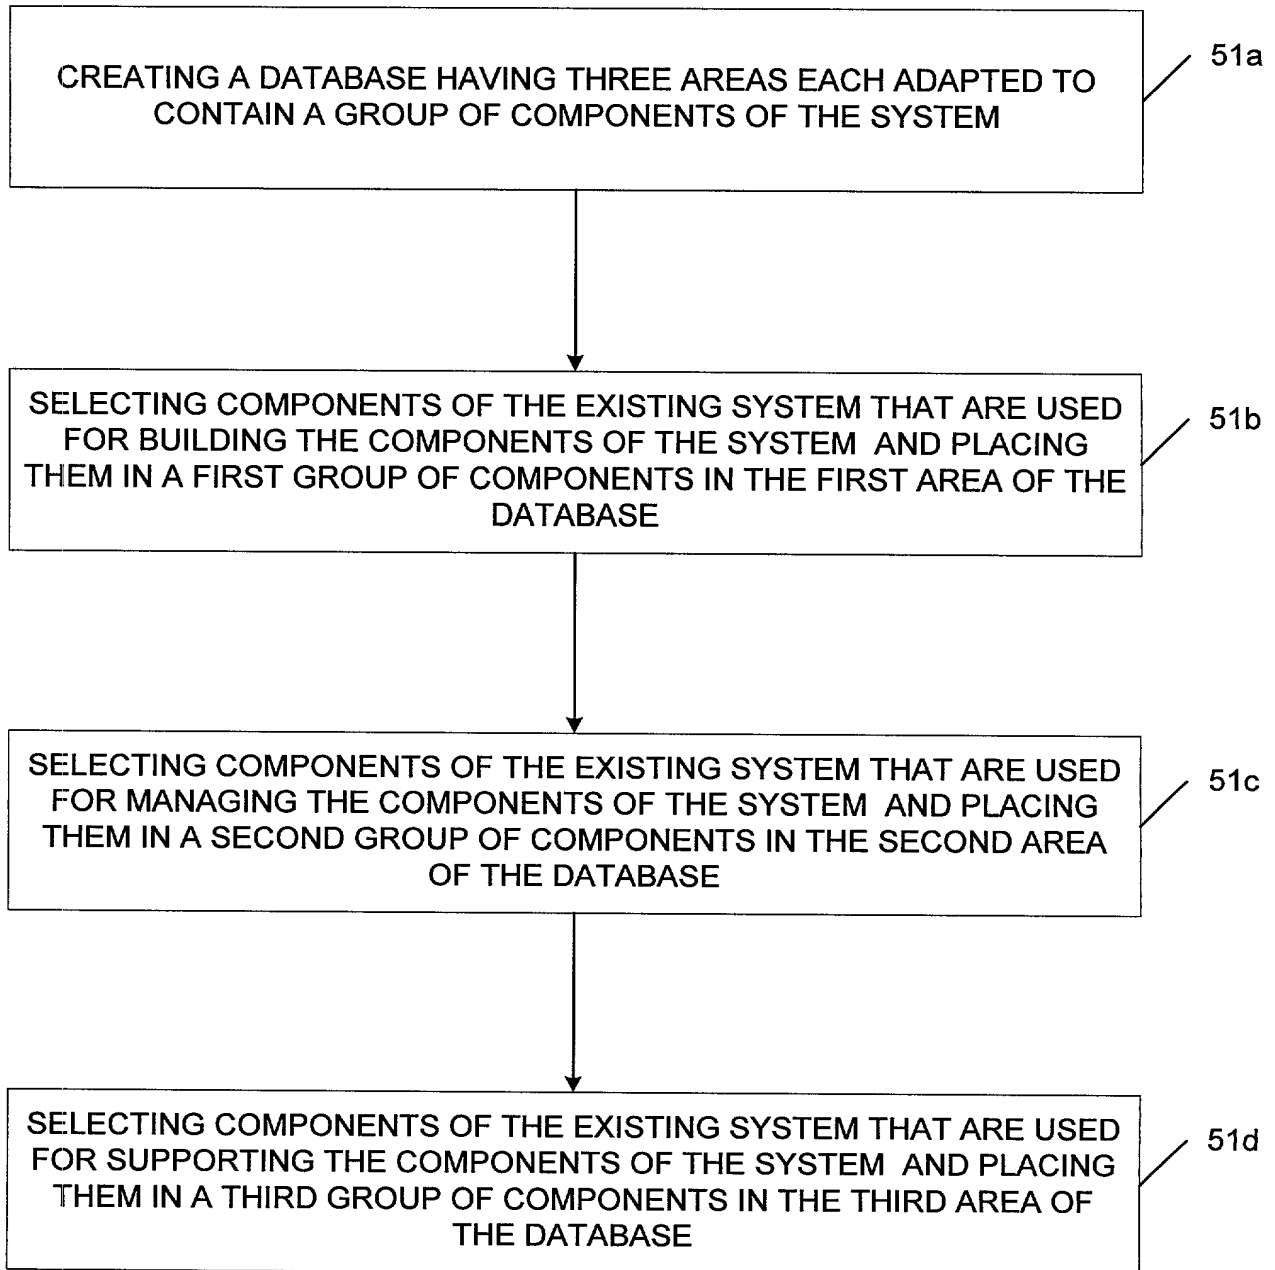 CREATING A DATABASE HAVING THREE AREAS EACH ADAPTED TO
CONTAIN A GROUP OF COMPONENTS OF THE SYSTEM
51a
SELECTING COMPONENTS OF THE EXISTING SYSTEM THAT ARE USED
FOR BUILDING THE COMPONENTS OF THE SYSTEM AND PLACING
THEM IN A FIRST GROUP OF COMPONENTS IN THE FIRST AREA OF THE
DATABASE
51b
SELECTING COMPONENTS OF THE EXISTING SYSTEM THAT ARE USED
FOR MANAGING THE COMPONENTS OF THE SYSTEM AND PLACING
THEM IN A SECOND GROUP OF COMPONENTS IN THE SECOND AREA
OF THE DATABASE
51c
SELECTING COMPONENTS OF THE EXISTING SYSTEM THAT ARE USED
FOR SUPPORTING THE COMPONENTS OF THE SYSTEM AND PLACING
THEM IN A THIRD GROUP OF COMPONENTS IN THE THIRD AREA OF
THE DATABASE
51d